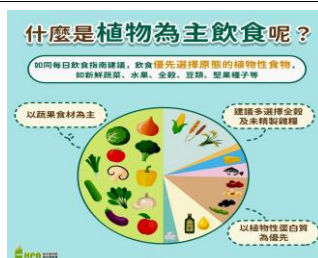 什麼是植物為主飲食呢？
如同每日飲食指南建議，飲食優先選擇原態的植物性食物，
如新鮮蔬菜、水果、全穀、豆類、堅果種子等
以蔬果食材為主
建議多選擇全穀
及未精製雜糧
以植物性蛋白質
為優先